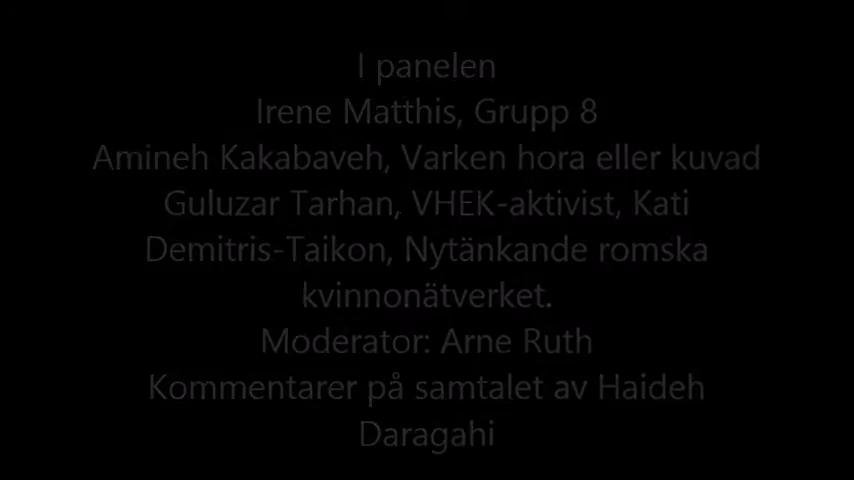 I panelen
Irene Matthis, Grupp 8
Amineh Kakabaveh, Varken hora eller kuvad
Guluzar Tarhan, VHEK-aktivist, Kati
Demitris-Taikon, Nytänkande romska
kvinnonätverket.
Moderator: Arne Ruth
Kommentarer på samtalet av Haideh
Daragahi